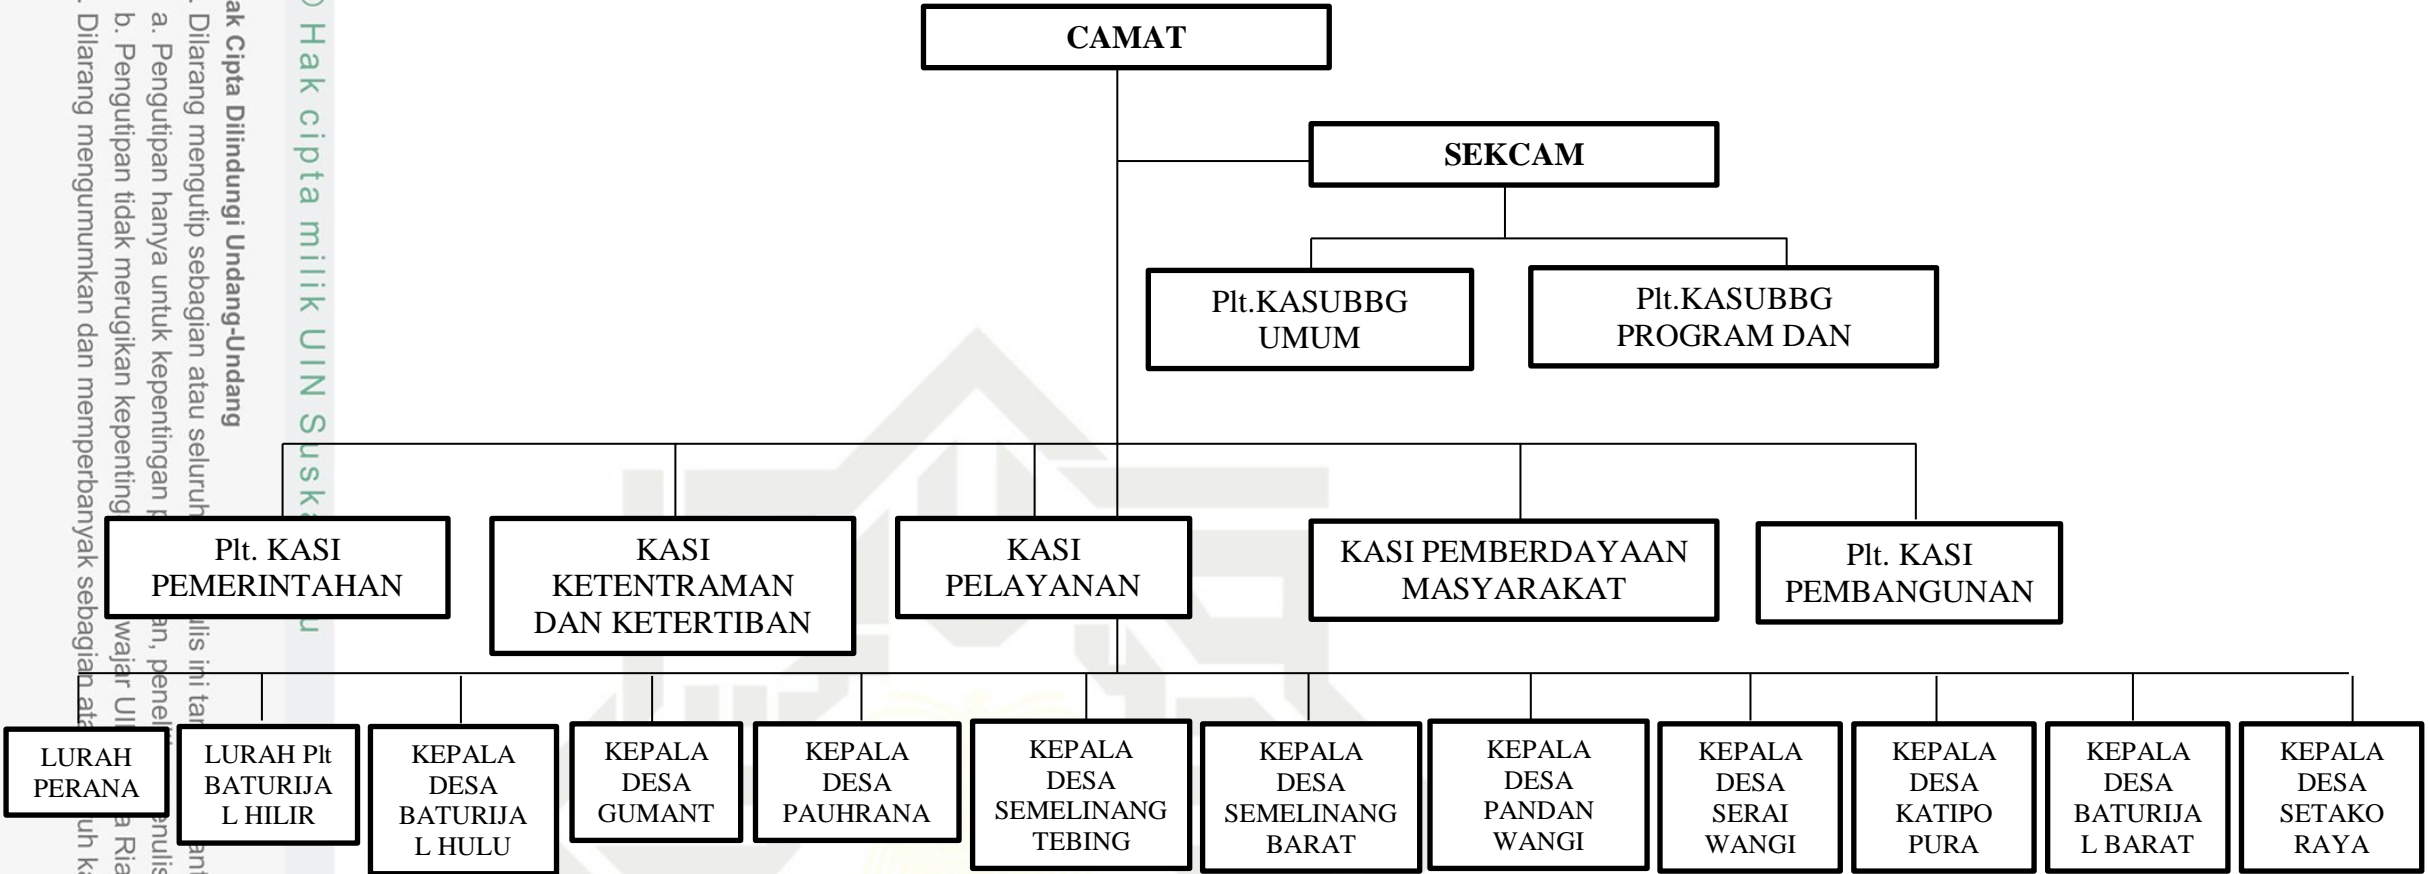 CAMAT
SEKCAM
Plt.KASUBBG
UMUM
Plt.KASUBBG
PROGRAM DAN
Plt. KASI
PEMERINTAHAN
KASI
KETENTRAMAN
DAN KETERTIBAN
KASI
PELAYANAN
KASI PEMBERDAYAAN
MASYARAKAT
Plt. KASI
PEMBANGUNAN
LURAH
PERANA
LURAH Plt
BATURIJA
L HILIR
KEPALA
DESA
BATURIJA
L HULU
KEPALA
DESA
GUMANT
KEPALA
DESA
PAUHRANA
KEPALA
DESA
SEMELINANG
TEBING
KEPALA
DESA
SEMELINANG
BARAT
KEPALA
DESA
PANDAN
WANGI
KEPALA
DESA
SERAI
WANGI
KEPALA
DESA
KATIPO
PURA
KEPALA
DESA
BATURIJA
L BARAT
KEPALA
DESA
SETAKO
RAYA
Hak cipta milik UIN
Cipta Dilindungi Undang-Undang
Dilarang mengutip sebagian atau seluruh ini
a. Pengutipan hanya untuk kepentingan
b. Pengutipan tidak merugikan wajar
Dilarang mengumumkan dan memperbanyak sebagian